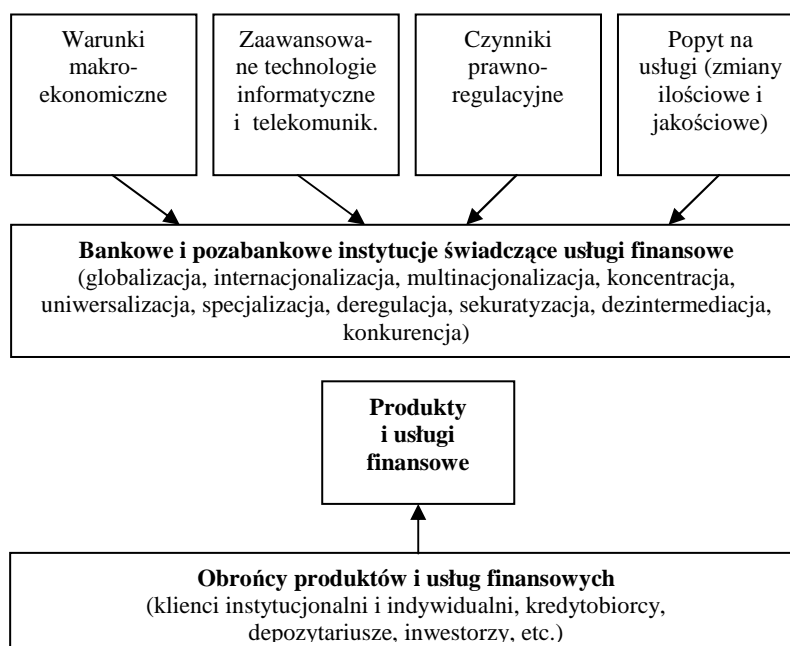 Warunki
makro-
ekonomiczne
Zaawansowa-
ne technologie
informatyczne
i telekomunik.
Czynniki
prawno-
regulacyjne
Popyt na
usługi (zmiany
ilościowe i
jakościowe)
Bankowe i pozabankowe instytucje świadczące usługi finansowe
(globalizacja, internacjonalizacja, multinacjonalizacja, koncentracja,
uniwersalizacja, specjalizacja, deregulacja, sekuratyzacja, dezintermediacja,
konkurencja)
Produkty
i usługi
finansowe
Obrońcy produktów i usług finansowych
(klienci instytucjonalni i indywidualni, kredytobiorcy,
depozytariusze, inwestorzy, etc.)